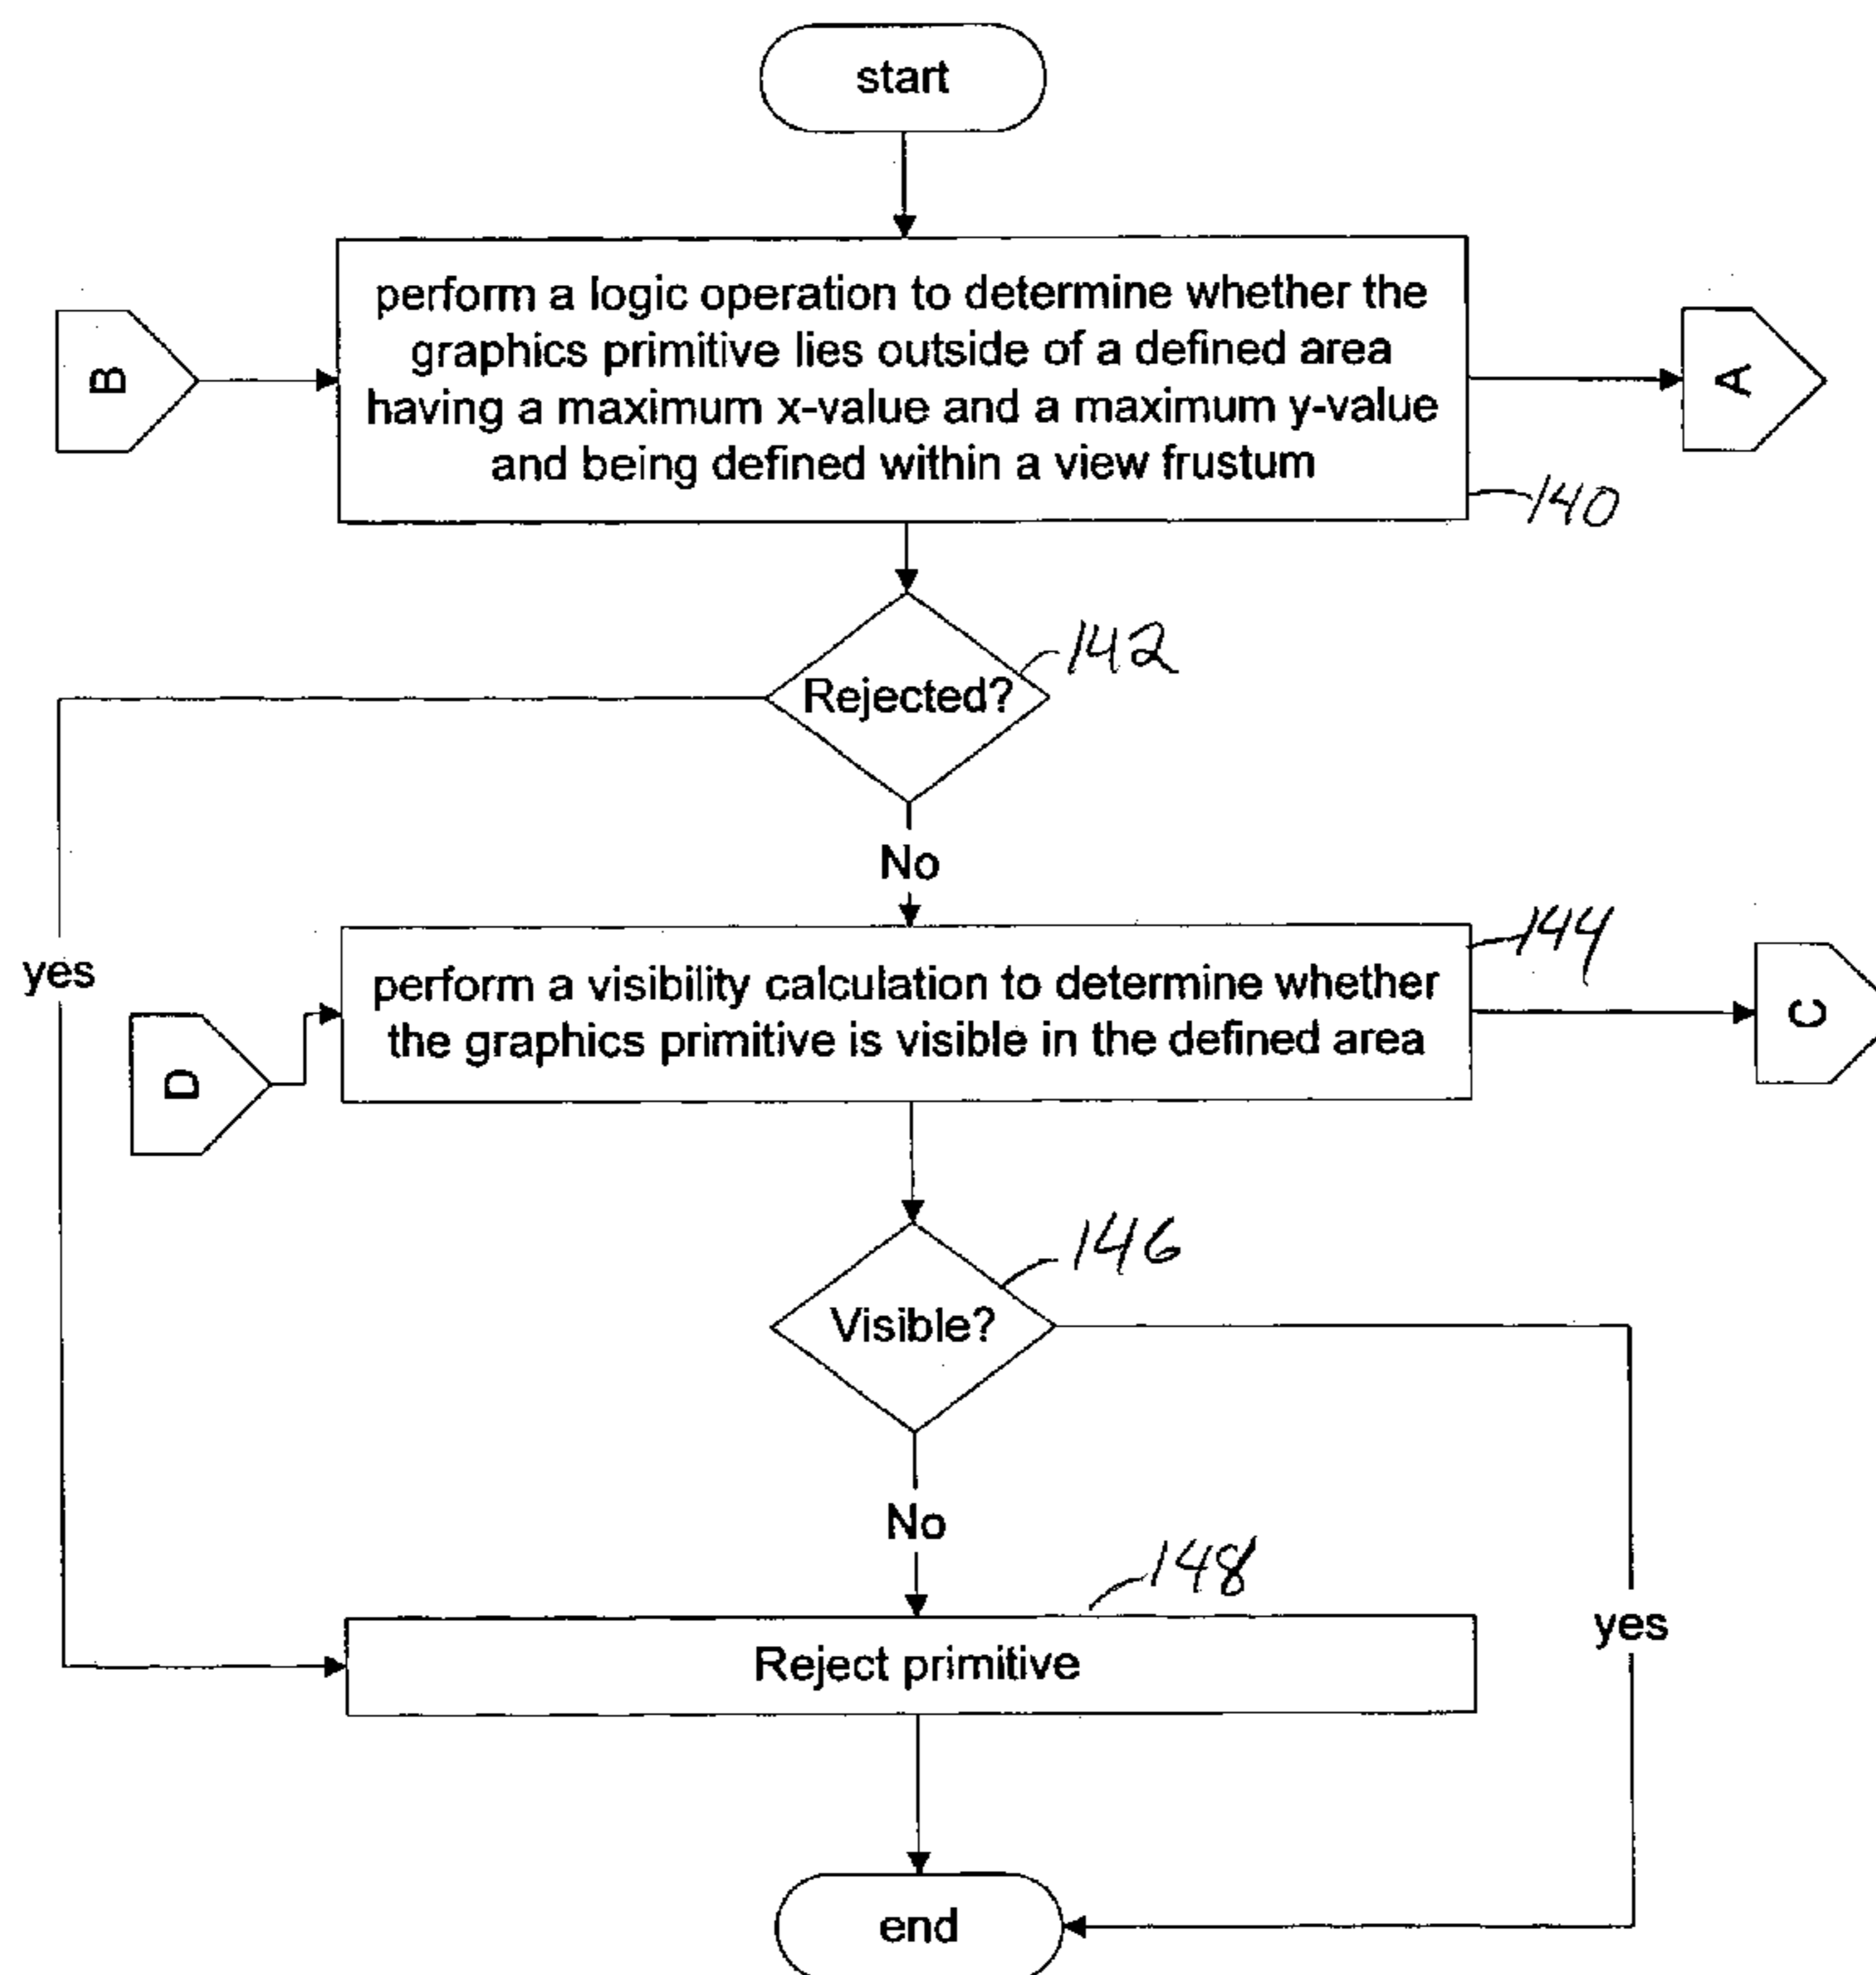 start
perform a logic operation to determine whether the
graphics primitive lies outside of a defined area
having a maximum x-value and a maximum y-value
and being defined within a view frustum
B
A
140
142
Rejected?
No
yes
144
perform a visibility calculation to determine whether
the graphics primitive is visible in the defined area
C
D
146
Visible?
No
148
yes
Reject primitive
end